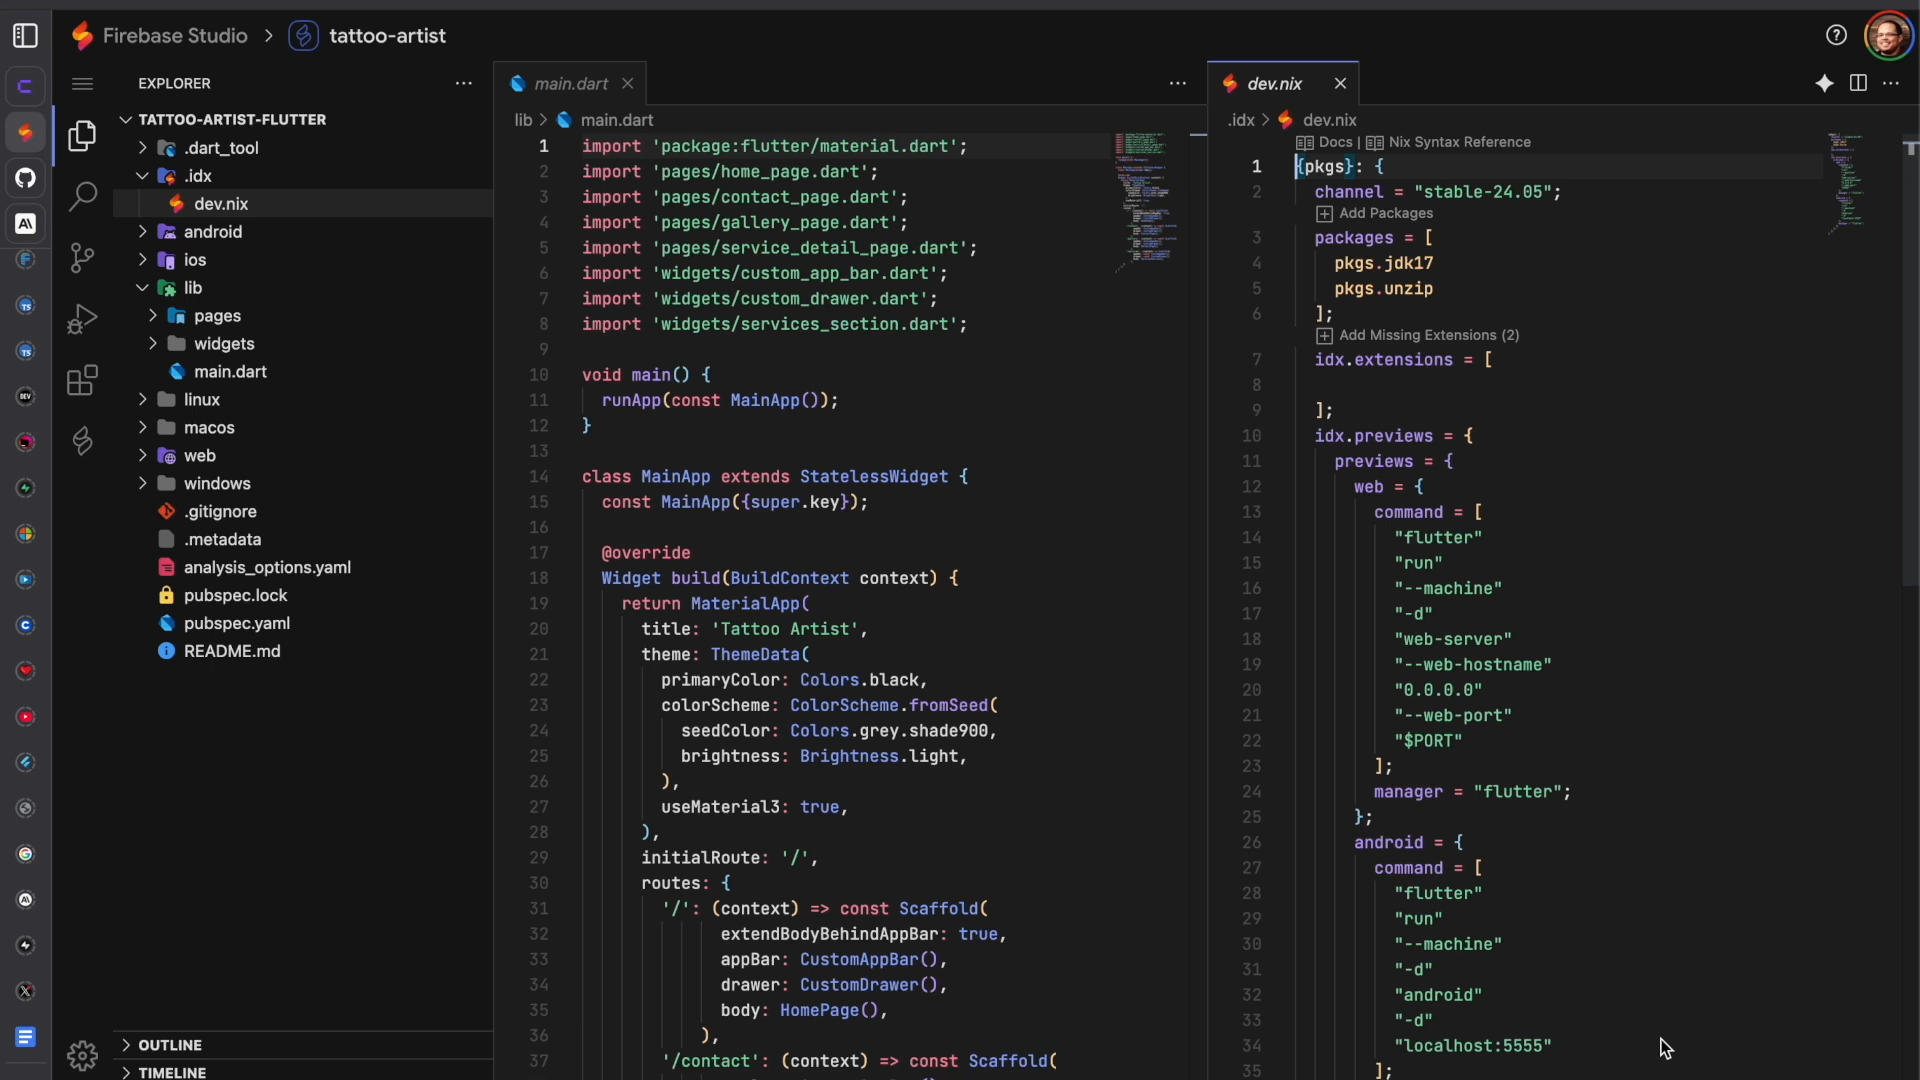 Firebase Studio > tattoo-artist
EXPLORER
TATTOO-ARTIST-FLUTTER
.dart_tool
.idx
dev.nix
android
ios
lib
pages
widgets
main.dart
linux
macos
web
windows
.gitignore
.metadata
analysis_options.yaml
pubspec.lock
pubspec.yaml
README.md
OUTLINE
TIMELINE
main.dart
lib > main.dart
1 import 'package:flutter/material.dart';
2 import 'pages/home_page.dart';
3 import 'pages/contact_page.dart';
4 import 'pages/gallery_page.dart';
5 import 'pages/service_detail_page.dart';
6 import 'widgets/custom_app_bar.dart';
7 import 'widgets/custom_drawer.dart';
8 import 'widgets/services_section.dart';
9
10 void main() {
11 runApp(const MainApp());
12 }
13
14 class MainApp extends StatelessWidget {
15 const MainApp({super.key});
16
17 @override
18 Widget build(BuildContext context) {
19 return MaterialApp(
20 title: 'Tattoo Artist',
21 theme: ThemeData(
22 primaryColor: Colors.black,
23 colorScheme: ColorScheme.fromSeed(
24 seedColor: Colors.grey.shade900,
25 brightness: Brightness.light,
26 ),
27 useMaterial3: true,
28 ),
29 initialRoute: '/',
30 routes: {
31 '/': (context) => const Scaffold(
32 extendBodyBehindAppBar: true,
33 appBar: CustomAppBar(),
34 drawer: CustomDrawer(),
35 body: HomePage(),
36 ),
37 '/contact': (context) => const Scaffold(
dev.nix
.idx > dev.nix
Docs | Nix Syntax Reference
1 {pkgs}: {
2 channel = "stable-24.05";
Add Packages
3 packages = [
4 pkgs.jdk17
5 pkgs.unzip
6 ];
Add Missing Extensions (2)
7 idx.extensions = [
8
9 ];
10 idx.previews = {
11 previews = {
12 web = {
13 command = [
14 "flutter"
15 "run"
16 "--machine"
17 "-d"
18 "web-server"
19 "--web-hostname"
20 "0.0.0.0"
21 "--web-port"
22 "$PORT"
23 ];
24 manager = "flutter";
25 };
26 android = {
27 command = [
28 "flutter"
29 "run"
30 "--machine"
31 "-d"
32 "android"
33 "-d"
34 "localhost:5555"
35 ];